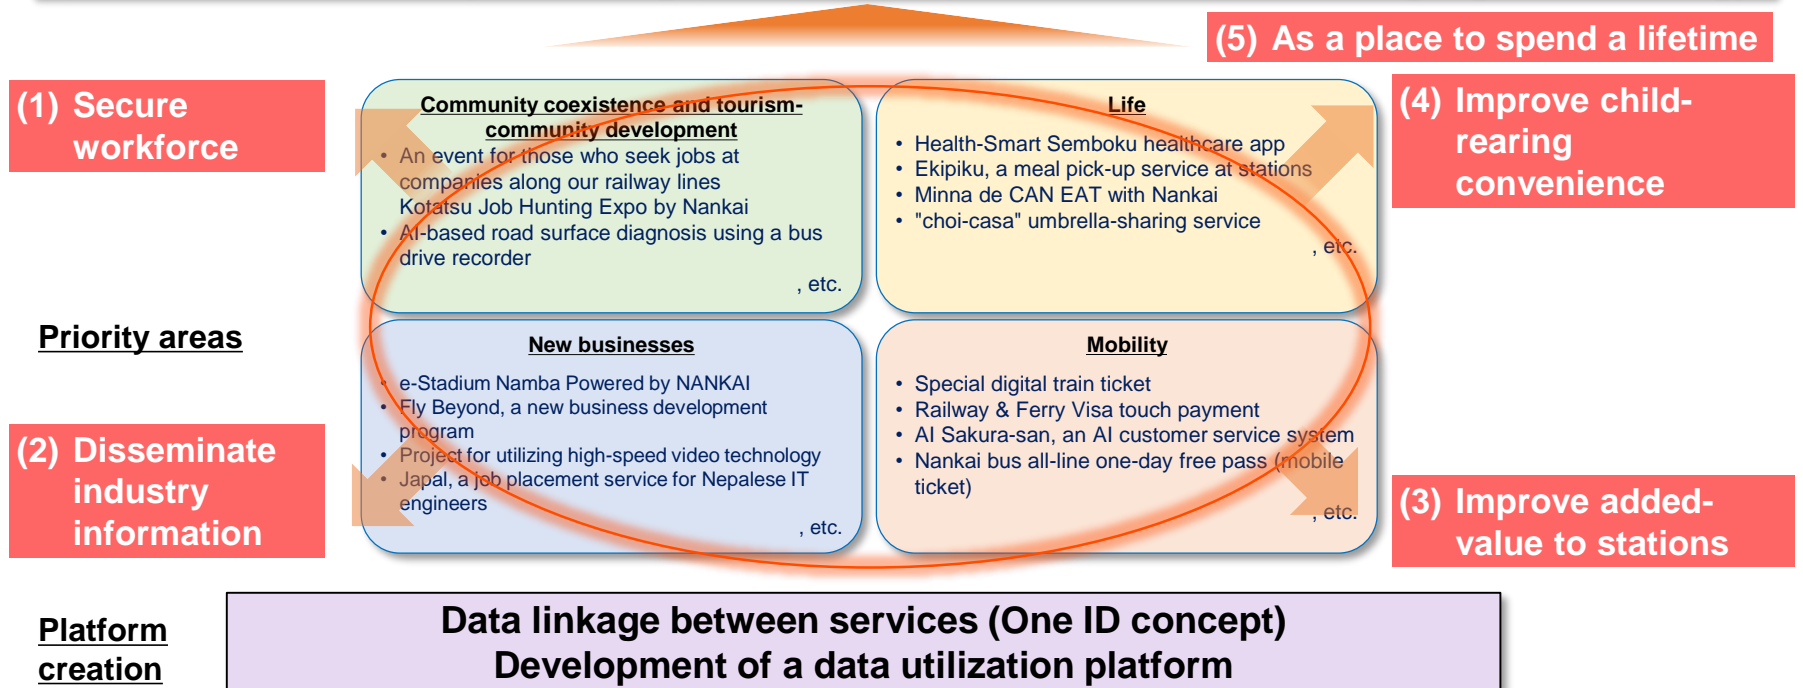 (5) As a place to spend a lifetime
(1) Secure
workforce
Community coexistence and tourism-
community development
• An event for those who seek jobs at
companies along our railway lines
Kotatsu Job Hunting Expo by Nankai
• AI-based road surface diagnosis using a bus
drive recorder
, etc.
Life
• Health-Smart Semboku healthcare app
• Ekipiku, a meal pick-up service at stations
• Minna de CAN EAT with Nankai
• "choi-casa" umbrella-sharing service
, etc.
(4) Improve child-
rearing
convenience
Priority areas
New businesses
• e-Stadium Namba Powered by NANKAI
• Fly Beyond, a new business development
program
• Project for utilizing high-speed video technology
• Japal, a job placement service for Nepalese IT
engineers
, etc.
Mobility
• Special digital train ticket
• Railway & Ferry Visa touch payment
• AI Sakura-san, an AI customer service system
• Nankai bus all-line one-day free pass (mobile
ticket)
, etc.
(2) Disseminate
industry
information
(3) Improve added-
value to stations
Platform
creation
Data linkage between services (One ID concept)
Development of a data utilization platform